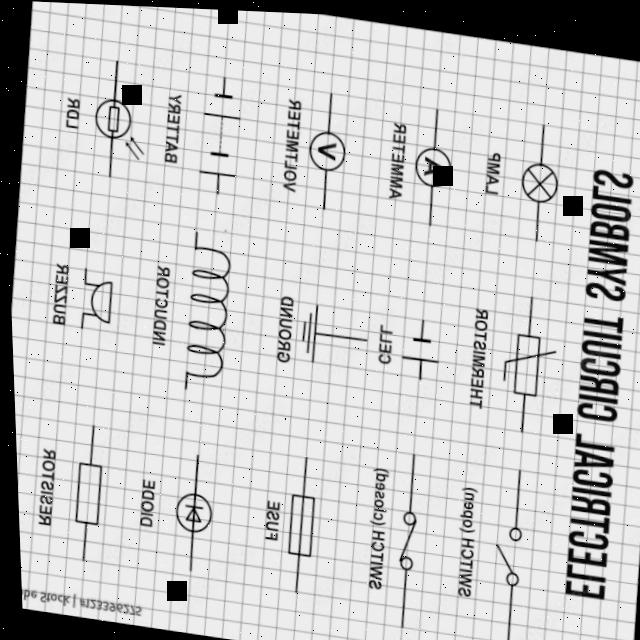 ELECTRICAL CIRCUIT SYMBOLS
SWITCH (open)
THERMISTOR
LAMP
SWITCH (closed)
CELL
AMMETER
FUSE
GROUND
VOLTMETER
DIODE
INDUCTOR
BATTERY
RESISTOR
BUZZER
LDR
V
A
be Stock | #123396275